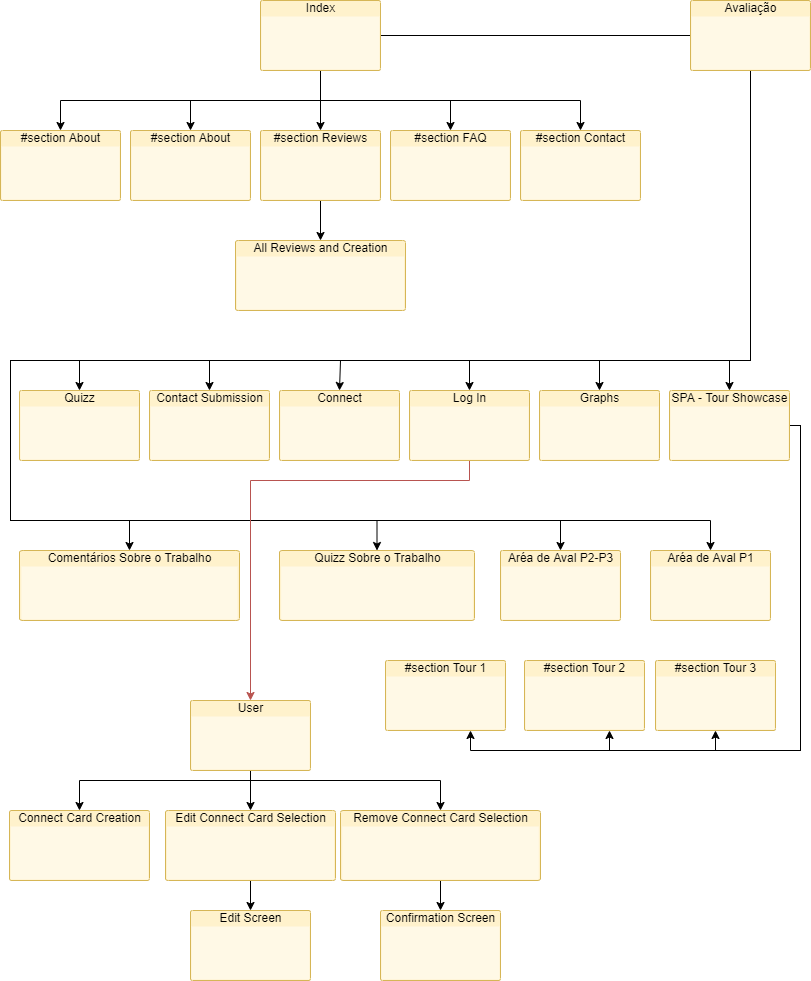 Index
Avaliação
#section About
#section About
#section Reviews
#section FAQ
#section Contact
All Reviews and Creation
Quizz
Contact Submission
Connect
Log In
Graphs
SPA - Tour Showcase
Comentários Sobre o Trabalho
Quizz Sobre o Trabalho
Aréa de Aval P2-P3
Aréa de Aval P1
#section Tour 1
#section Tour 2
#section Tour 3
User
Connect Card Creation
Edit Connect Card Selection
Remove Connect Card Selection
Edit Screen
Confirmation Screen